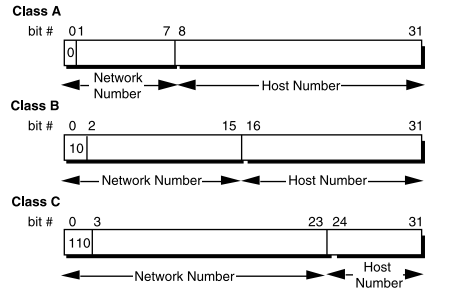 Class A
bit # 0 1 7 8 31
0
Network Number Host Number
Class B
bit # 0 2 15 16 31
10
Network Number Host Number
Class C
bit # 0 3 23 24 31
110
Network Number Host Number